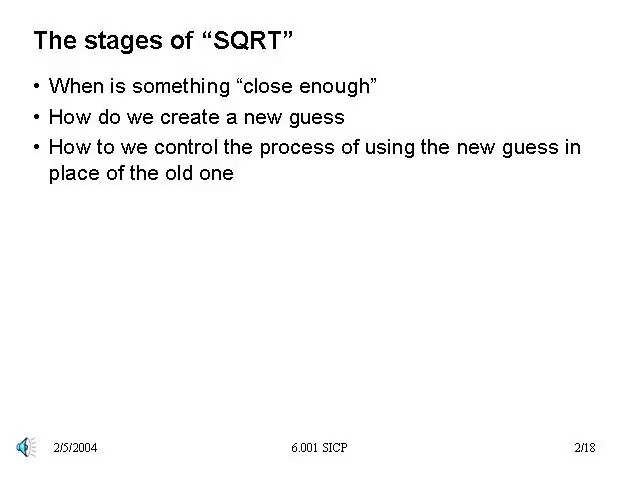 The stages of “SQRT”
• When is something “close enough”
• How do we create a new guess
• How to we control the process of using the new guess in
place of the old one
2/5/2004 6.001 SICP 2/18